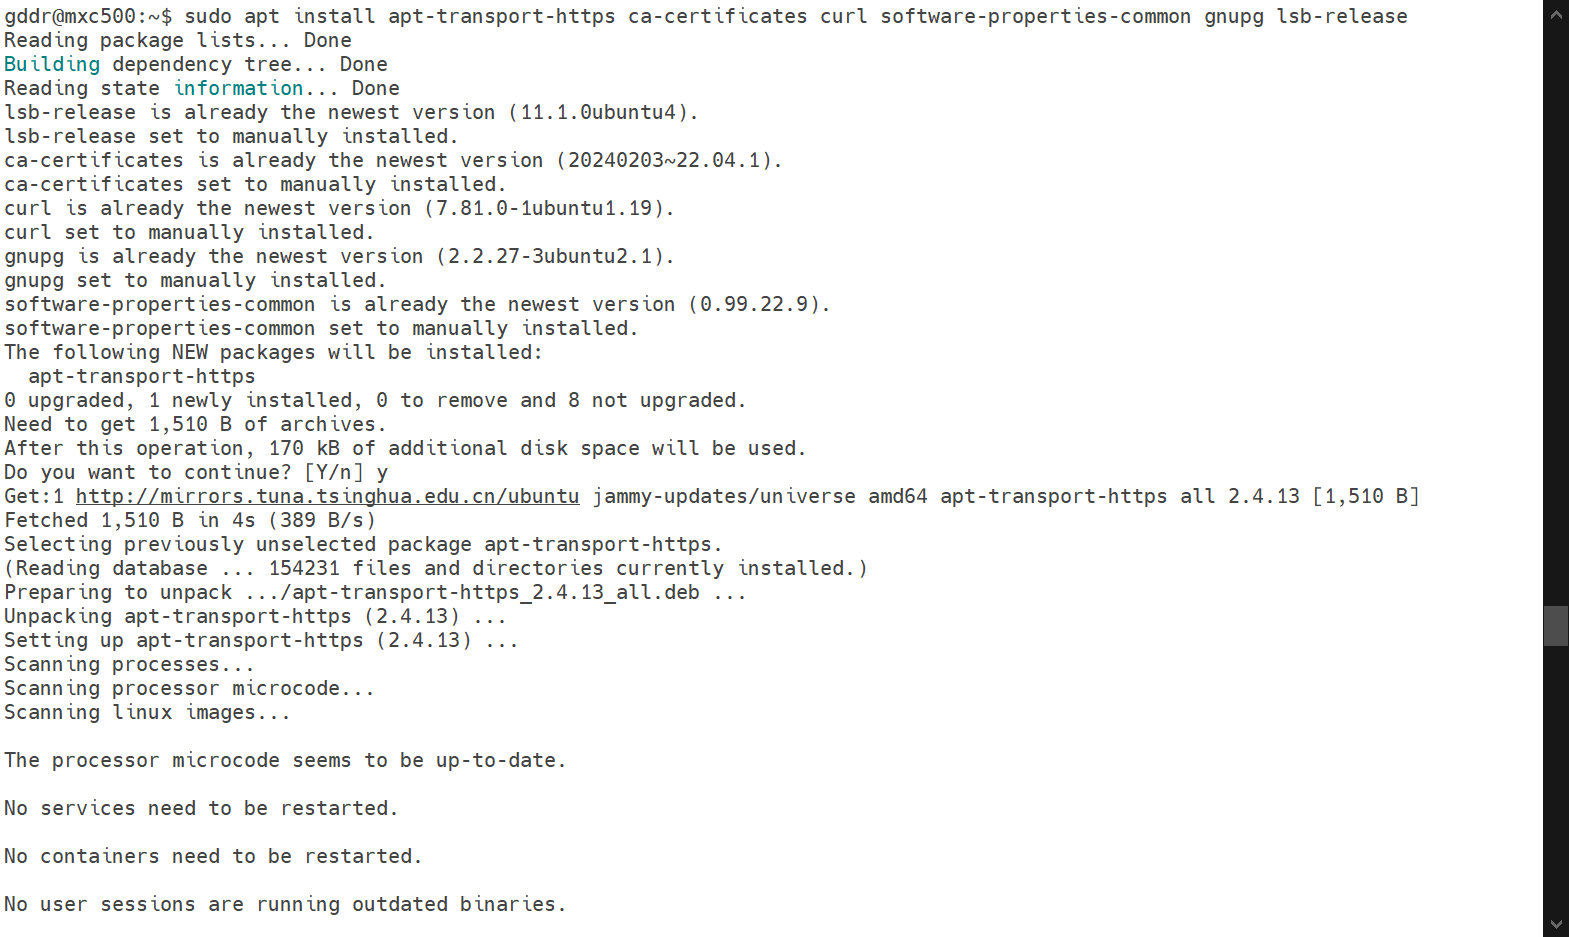 gddr@mxc500:~$ sudo apt install apt-transport-https ca-certificates curl software-properties-common gnupg lsb-release
Reading package lists... Done
Building dependency tree... Done
Reading state information... Done
lsb-release is already the newest version (11.1.0ubuntu4).
lsb-release set to manually installed.
ca-certificates is already the newest version (20240203~22.04.1).
ca-certificates set to manually installed.
curl is already the newest version (7.81.0-1ubuntu1.19).
curl set to manually installed.
gnupg is already the newest version (2.2.27-3ubuntu2.1).
gnupg set to manually installed.
software-properties-common is already the newest version (0.99.22.9).
software-properties-common set to manually installed.
The following NEW packages will be installed:
  apt-transport-https
0 upgraded, 1 newly installed, 0 to remove and 8 not upgraded.
Need to get 1,510 B of archives.
After this operation, 170 kB of additional disk space will be used.
Do you want to continue? [Y/n] y
Get:1 http://mirrors.tuna.tsinghua.edu.cn/ubuntu jammy-updates/universe amd64 apt-transport-https all 2.4.13 [1,510 B]
Fetched 1,510 B in 4s (389 B/s)
Selecting previously unselected package apt-transport-https.
(Reading database ... 154231 files and directories currently installed.)
Preparing to unpack .../apt-transport-https_2.4.13_all.deb ...
Unpacking apt-transport-https (2.4.13) ...
Setting up apt-transport-https (2.4.13) ...
Scanning processes...
Scanning processor microcode...
Scanning linux images...
The processor microcode seems to be up-to-date.
No services need to be restarted.
No containers need to be restarted.
No user sessions are running outdated binaries.